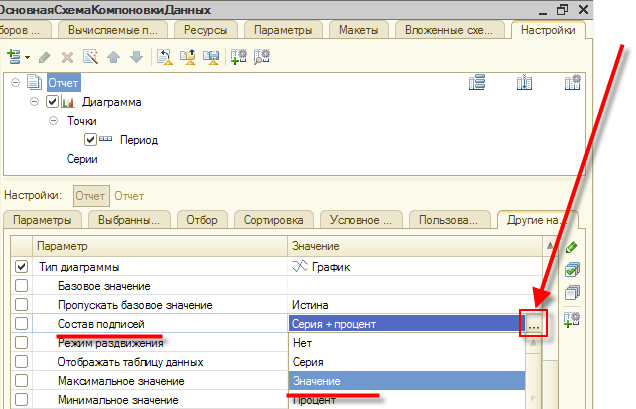 ОсновнаяСхемаКомпоновкиДанных
боров ... Вычисляемые п... Ресурсы Параметры Макеты Вложенные схе... Настройки
Отчет
Диаграмма
Точки
Период
Серии
Настройки: Отчет Отчет
Параметры Выбранны... Отбор Сортировка Условное ... Пользова... Другие на...
Параметр Значение
Тип диаграммы График
Базовое значение
Пропускать базовое значение Истина
Состав подписей Серия + процент ...
Режим раздвижения Нет
Отображать таблицу данных Серия
Максимальное значение Значение
Минимальное значение Процент